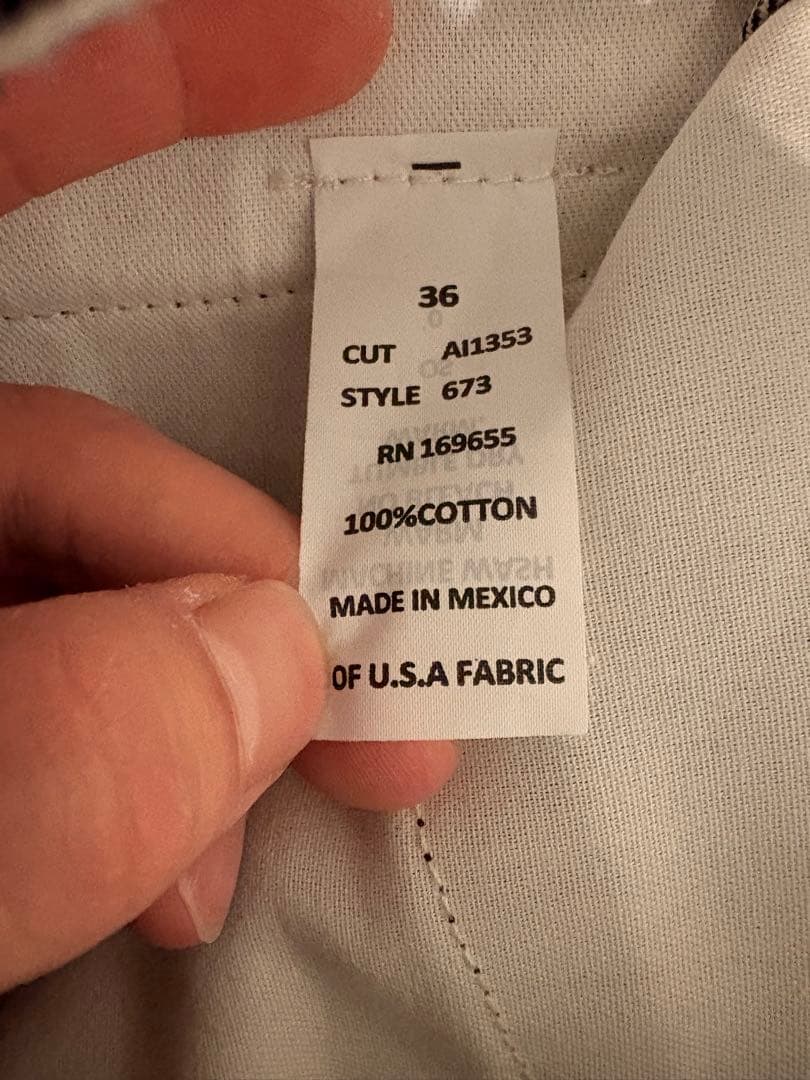 36
CUT AI1353
STYLE 673
RN 169655
100%COTTON
MADE IN MEXICO
OF U.S.A FABRIC